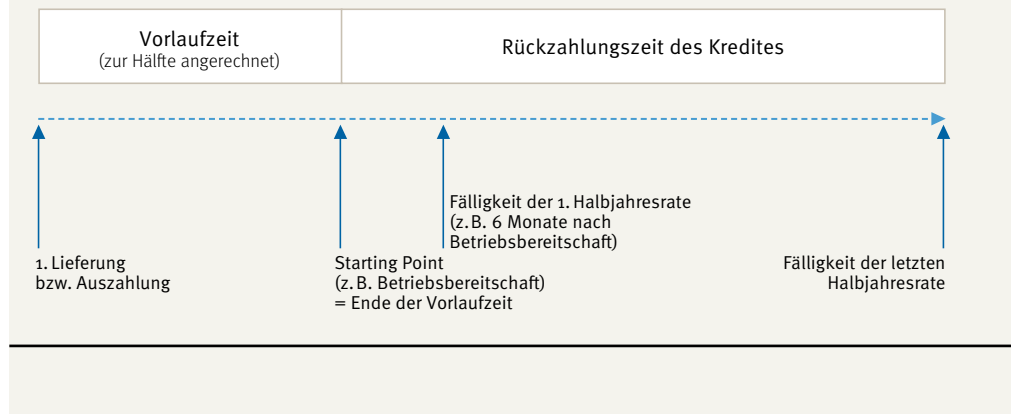 Vorlaufzeit
(zur Hälfte angerechnet)
Rückzahlungszeit des Kredites
1. Lieferung
bzw. Auszahlung
Starting Point
(z. B. Betriebsbereitschaft)
= Ende der Vorlaufzeit
Fälligkeit der 1. Halbjahresrate
(z. B. 6 Monate nach
Betriebsbereitschaft)
Fälligkeit der letzten
Halbjahresrate